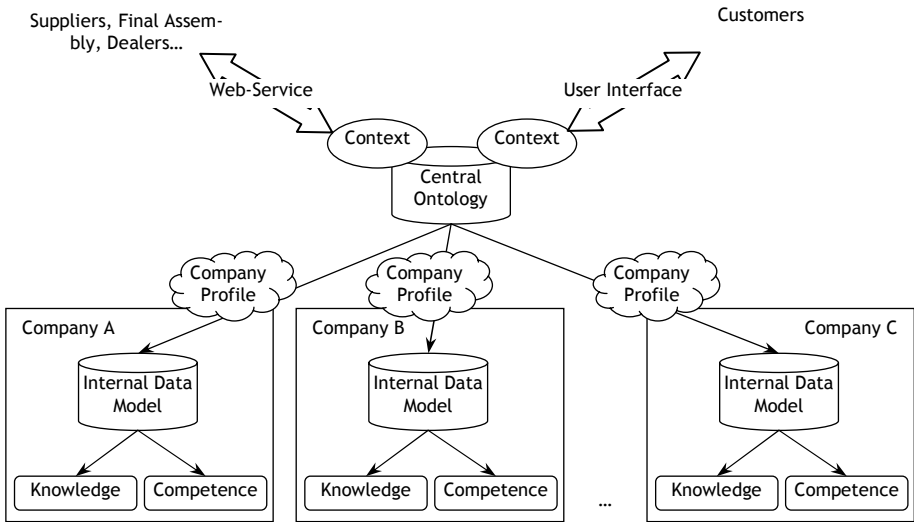 Suppliers, Final Assem-
bly, Dealers…
Customers
Web-Service
User Interface
Context
Context
Central
Ontology
Company
Profile
Company
Profile
Company
Profile
Company A
Company B
Company C
Internal Data
Model
Internal Data
Model
Internal Data
Model
Knowledge
Competence
Knowledge
Competence
…
Knowledge
Competence